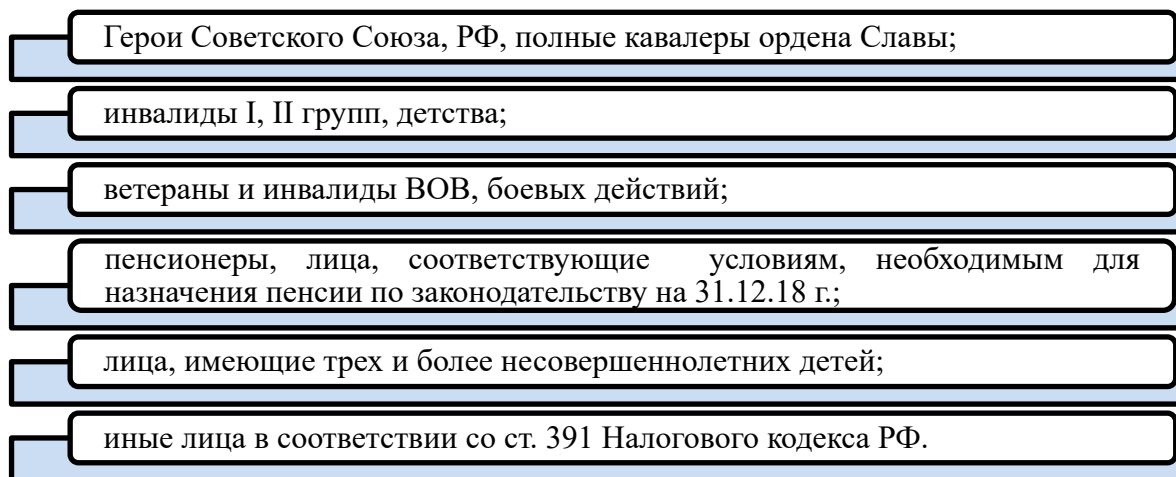 Герои Советского Союза, РФ, полные кавалеры ордена Славы;
инвалиды I, II групп, детства;
ветераны и инвалиды ВОВ, боевых действий;
пенсионеры, лица, соответствующие условиям, необходимым для
назначения пенсии по законодательству на 31.12.18 г.;
лица, имеющие трех и более несовершеннолетних детей;
иные лица в соответствии со ст. 391 Налогового кодекса РФ.